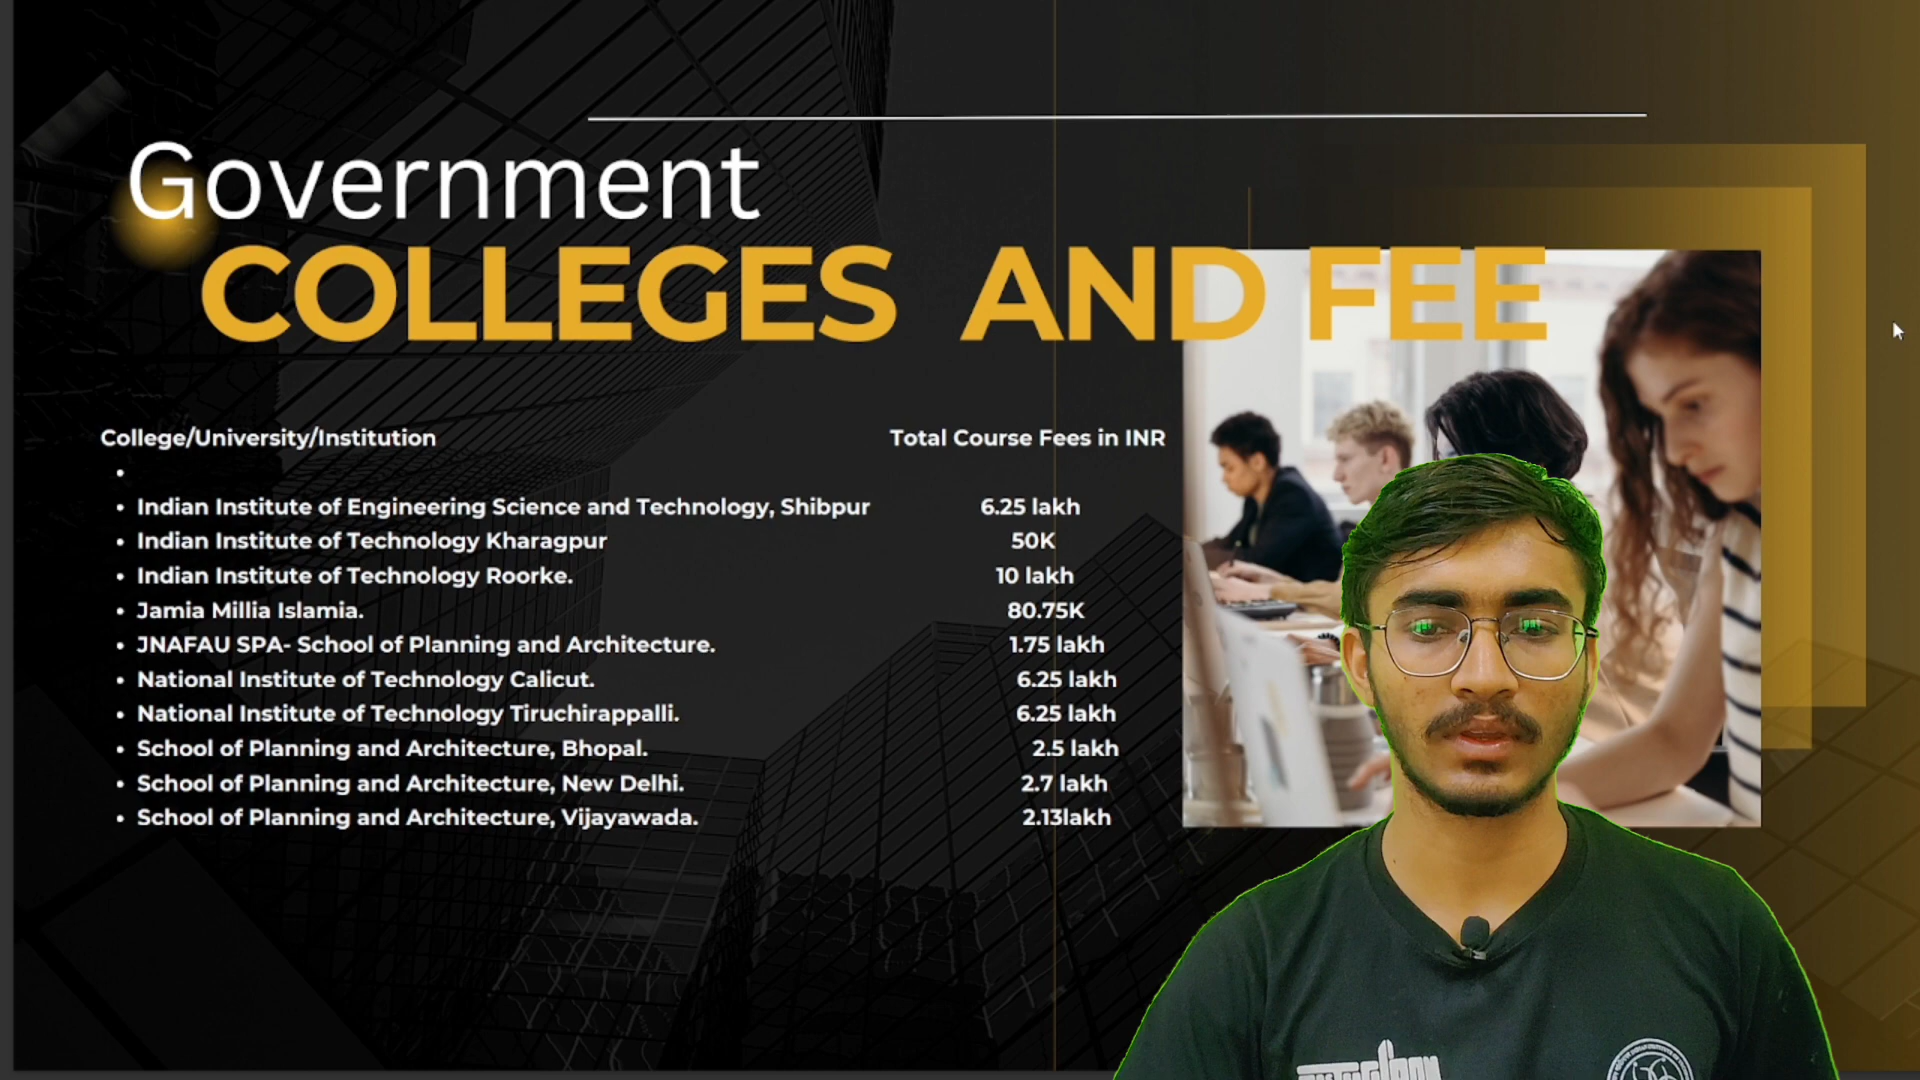 Government
COLLEGES AND FEE
College/University/Institution Total Course Fees in INR
Indian Institute of Engineering Science and Technology, Shibpur 6.25 lakh
Indian Institute of Technology Kharagpur 50K
Indian Institute of Technology Roorke. 10 lakh
Jamia Millia Islamia. 80.75K
JNAFAU SPA- School of Planning and Architecture. 1.75 lakh
National Institute of Technology Calicut. 6.25 lakh
National Institute of Technology Tiruchirappalli. 6.25 lakh
School of Planning and Architecture, Bhopal. 2.5 lakh
School of Planning and Architecture, New Delhi. 2.7 lakh
School of Planning and Architecture, Vijayawada. 2.13lakh